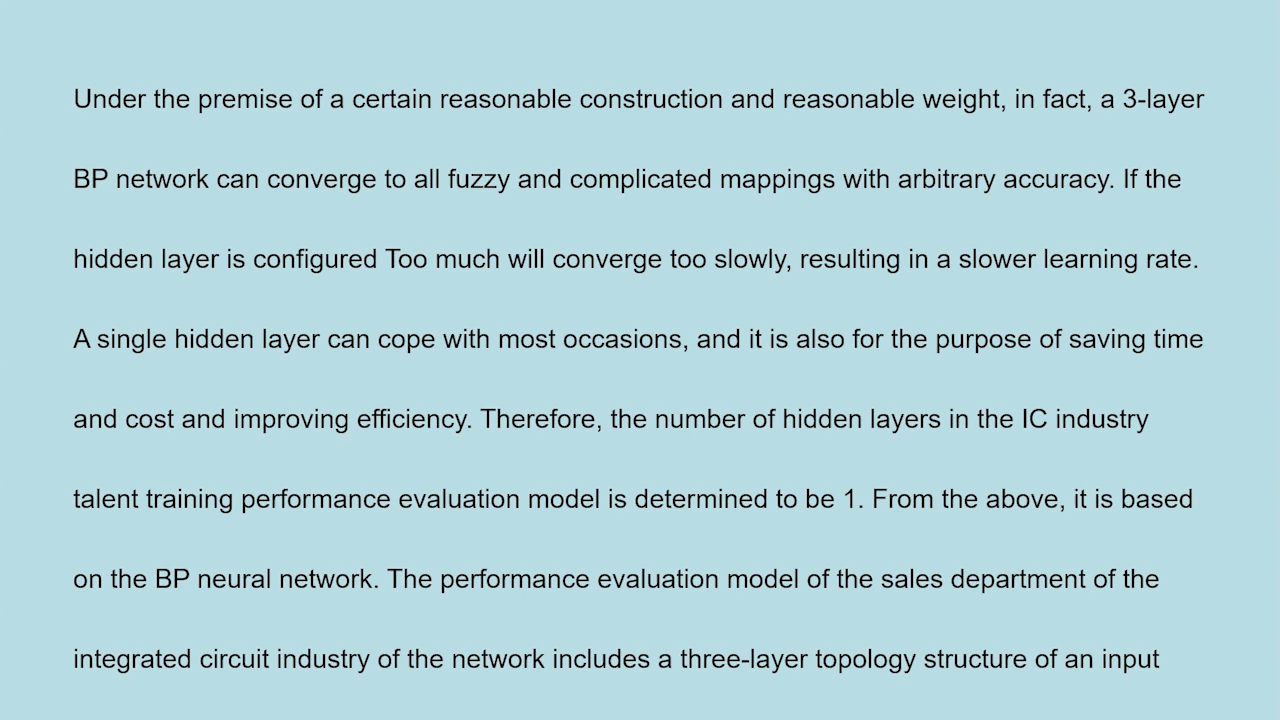 Under the premise of a certain reasonable construction and reasonable weight, in fact, a 3-layer
BP network can converge to all fuzzy and complicated mappings with arbitrary accuracy. If the
hidden layer is configured Too much will converge too slowly, resulting in a slower learning rate.
A single hidden layer can cope with most occasions, and it is also for the purpose of saving time
and cost and improving efficiency. Therefore, the number of hidden layers in the IC industry
talent training performance evaluation model is determined to be 1. From the above, it is based
on the BP neural network. The performance evaluation model of the sales department of the
integrated circuit industry of the network includes a three-layer topology structure of an input